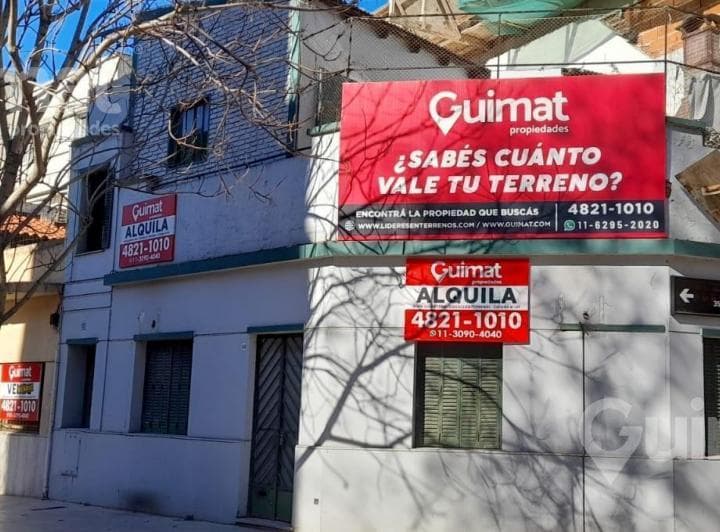 Guimat
propiedades
¿SABÉS CUÁNTO
VALE TU TERRENO?
ENCONTRÁ LA PROPIEDAD QUE BUSCÁS
WWW.LIDERESENTERRENOS.COM / WWW.GUIMAT.COM
4821-1010
11-6295-2020
Guimat
ALQUILA
4821-1010
11-3090-4040
Guimat
propiedades
ALQUILA
4821-1010
11-3090-4040
Guimat
4821-1010
propiedades
Gui